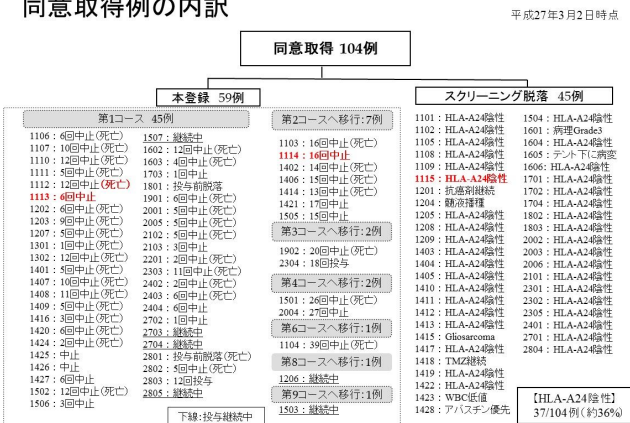 同意取得例の内訳
平成27年3月2日時点
同意取得 104例
本登録 59例
スクリーニング脱落 45例
第1コース 45例
1106：6回中止(死亡)
1107：10回中止(死亡)
1110：12回中止(死亡)
1111：5回中止(死亡)
1112：12回中止(死亡)
1113：6回中止
1202：6回中止(死亡)
1203：9回中止(死亡)
1207：5回中止(死亡)
1301：1回中止(死亡)
1302：12回中止(死亡)
1401：5回中止(死亡)
1407：10回中止(死亡)
1408：11回中止(死亡)
1409：5回中止(死亡)
1416：3回中止(死亡)
1420：6回中止(死亡)
1424：2回中止(死亡)
1425：中止
1426：中止
1427：6回中止
1502：12回中止(死亡)
1506：3回中止
1507：継続中
1602：12回中止(死亡)
1603：4回中止(死亡)
1703：1回中止
1801：投与前脱落
1901：6回中止(死亡)
2001：5回中止(死亡)
2005：5回中止(死亡)
2102：5回中止(死亡)
2103：3回中止
2201：2回中止(死亡)
2303：11回中止(死亡)
2402：2回中止(死亡)
2403：6回中止(死亡)
2404：6回中止
2702：1回中止
2703：継続中
2704：継続中
2801：投与前脱落(死亡)
2802：5回中止(死亡)
2803：12回投与
2805：継続中
下線:投与継続中
第2コースへ移行:7例
1103：16回中止(死亡)
1114：16回中止
1402：14回中止(死亡)
1406：15回中止(死亡)
1414：13回中止(死亡)
1421：17回中止
1505：15回中止
第3コースへ移行:2例
1902：20回中止(死亡)
2304：18回投与
第4コースへ移行:2例
1501：26回中止(死亡)
2004：27回中止
第6コースへ移行:1例
1104：39回中止(死亡)
第8コースへ移行:1例
1206：継続中
第9コースへ移行:1例
1503：継続中
1101：HLA-A24陰性
1102：HLA-A24陰性
1105：HLA-A24陰性
1108：HLA-A24陰性
1109：HLA-A24陰性
1115：HLA-A24陰性
1201：抗癌剤継続
1204：髄液播種
1205：HLA-A24陰性
1208：HLA-A24陰性
1209：HLA-A24陰性
1403：HLA-A24陰性
1404：HLA-A24陰性
1405：HLA-A24陰性
1410：HLA-A24陰性
1411：HLA-A24陰性
1412：HLA-A24陰性
1413：HLA-A24陰性
1415：Gliosarcoma
1417：HLA-A24陰性
1418：TMZ継続
1419：HLA-A24陰性
1422：HLA-A24陰性
1423：WBC低値
1428：アバスチン優先
1504：HLA-A24陰性
1601：病理Grade3
1604：HLA-A24陰性
1605：テント下に病変
1606：HLA-A24陰性
1701：HLA-A24陰性
1702：HLA-A24陰性
1704：HLA-A24陰性
1802：HLA-A24陰性
1803：HLA-A24陰性
2002：HLA-A24陰性
2003：HLA-A24陰性
2006：HLA-A24陰性
2101：HLA-A24陰性
2301：HLA-A24陰性
2302：HLA-A24陰性
2305：HLA-A24陰性
2401：HLA-A24陰性
2701：HLA-A24陰性
2804：HLA-A24陰性
【HLA-A24陰性】
37/104例(約36%)